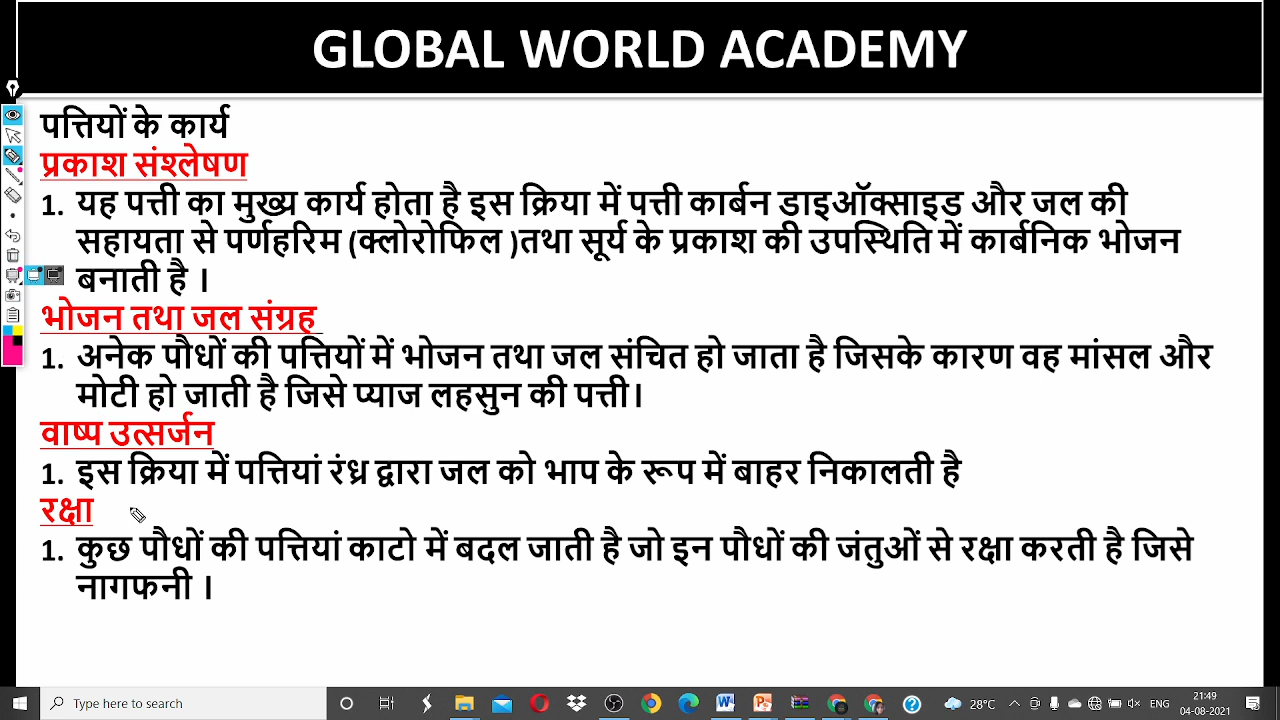 GLOBAL WORLD ACADEMY
पत्तियों के कार्य
प्रकाश संश्लेषण
1. यह पत्ती का मुख्य कार्य होता है इस क्रिया में पत्ती कार्बन डाइऑक्साइड और जल की
सहायता से पर्णहरिम (क्लोरोफिल )तथा सूर्य के प्रकाश की उपस्थिति में कार्बनिक भोजन
बनाती है ।
भोजन तथा जल संग्रह
1. अनेक पौधों की पत्तियों में भोजन तथा जल संचित हो जाता है जिसके कारण वह मांसल और
मोटी हो जाती है जिसे प्याज लहसुन की पत्ती।
वाष्प उत्सर्जन
1. इस क्रिया में पत्तियां रंध्र द्वारा जल को भाप के रूप में बाहर निकालती है
रक्षा
1. कुछ पौधों की पत्तियां काटो में बदल जाती है जो इन पौधों की जंतुओं से रक्षा करती है जिसे
नागफनी ।
Type here to search
28°C
ENG
21:49
04-08-2021